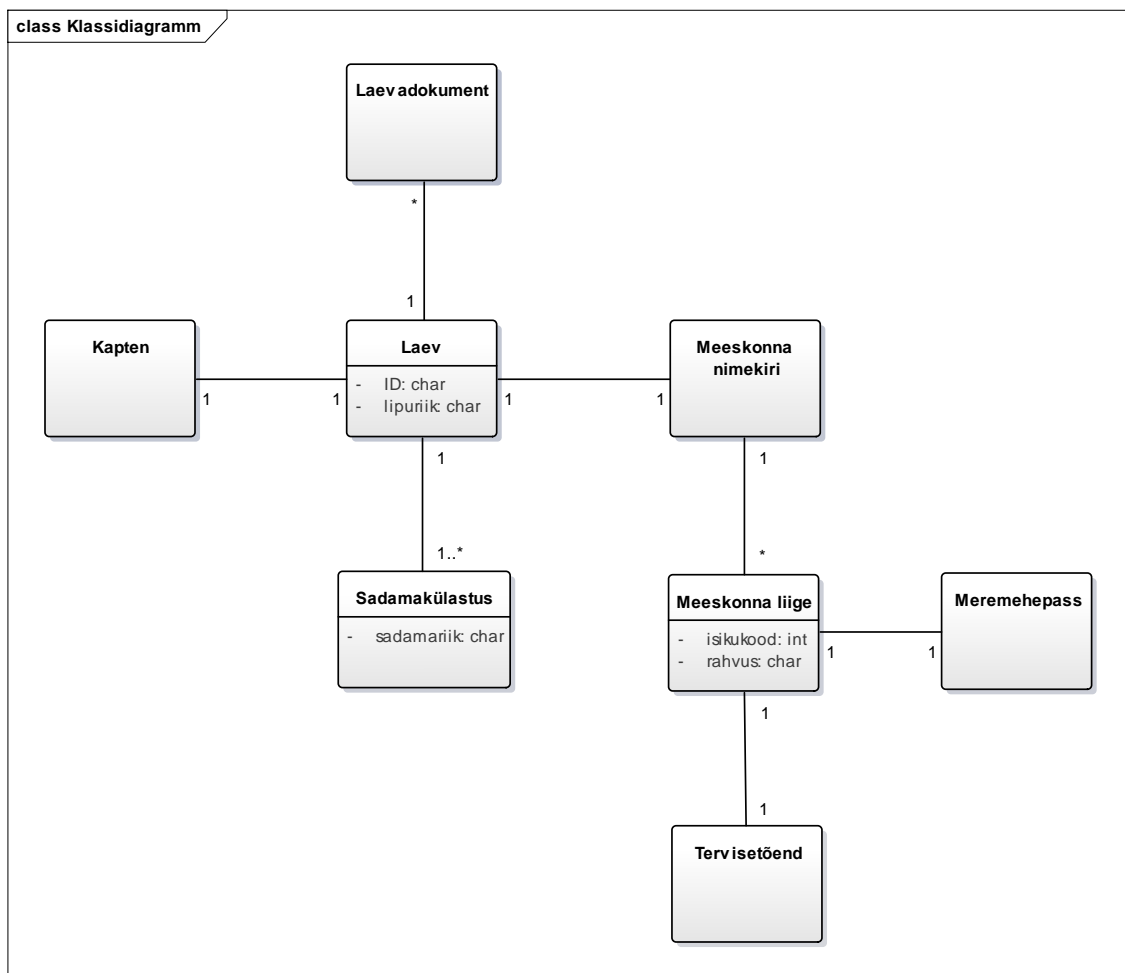 class Klassidiagramm
Laevadokument
*
1
Kapten
1
1
Laev
- ID: char
- lipuriik: char
1
1
Meeskonna
nimekiri
1
1
1..*
*
Sadamakülastus
- sadamariik: char
Meeskonna liige
- isikukood: int
- rahvus: char
1
1
Meremehepass
1
1
Tervisetõend